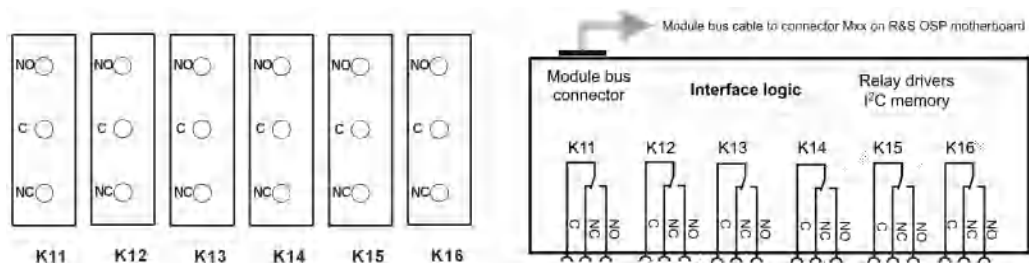 NO NO NO NO NO NO
C C C C C C
NC NC NC NC NC NC
K11 K12 K13 K14 K15 K16
Module bus cable to connector Mxx on R&S OSP motherboard
Module bus
connector
Interface logic
Relay drivers
I²C memory
K11 K12 K13 K14 K15 K16
C NC NO C NC NO C NC NO C NC NO C NC NO C NC NO